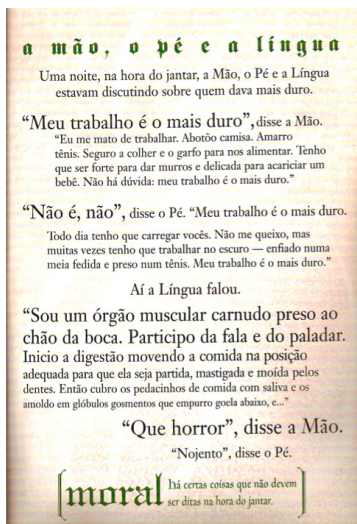 a mão, o pé e a língua
Uma noite, na hora do jantar, a Mão, o Pé e a Língua
estavam discutindo sobre quem dava mais duro.
“Meu trabalho é o mais duro”, disse a Mão.
“Eu me mato de trabalhar. Abotôo camisa. Amarro
tênis. Seguro a colher e o garfo para nos alimentar. Tenho
que ser forte para dar murros e delicada para acariciar um
bebê. Não há dúvida: meu trabalho é o mais duro.”
“Não é, não”, disse o Pé. “Meu trabalho é o mais duro.
Todo dia tenho que carregar vocês. Não me queixo, mas
muitas vezes tenho que trabalhar no escuro — enfiado numa
meia fedida e preso num tênis. Meu trabalho é o mais duro.”
Aí a Língua falou.
“Sou um órgão muscular carnudo preso ao
chão da boca. Participo da fala e do paladar.
Inicio a digestão movendo a comida na posição
adequada para que ela seja partida, mastigada e moída pelos
dentes. Então cubro os pedacinhos de comida com saliva e os
amoldo em glóbulos gosmentos que empurro goela abaixo, e...”
“Que horror”, disse a Mão.
“Nojento”, disse o Pé.
moral
há certas coisas que não devem
ser ditas na hora do jantar.